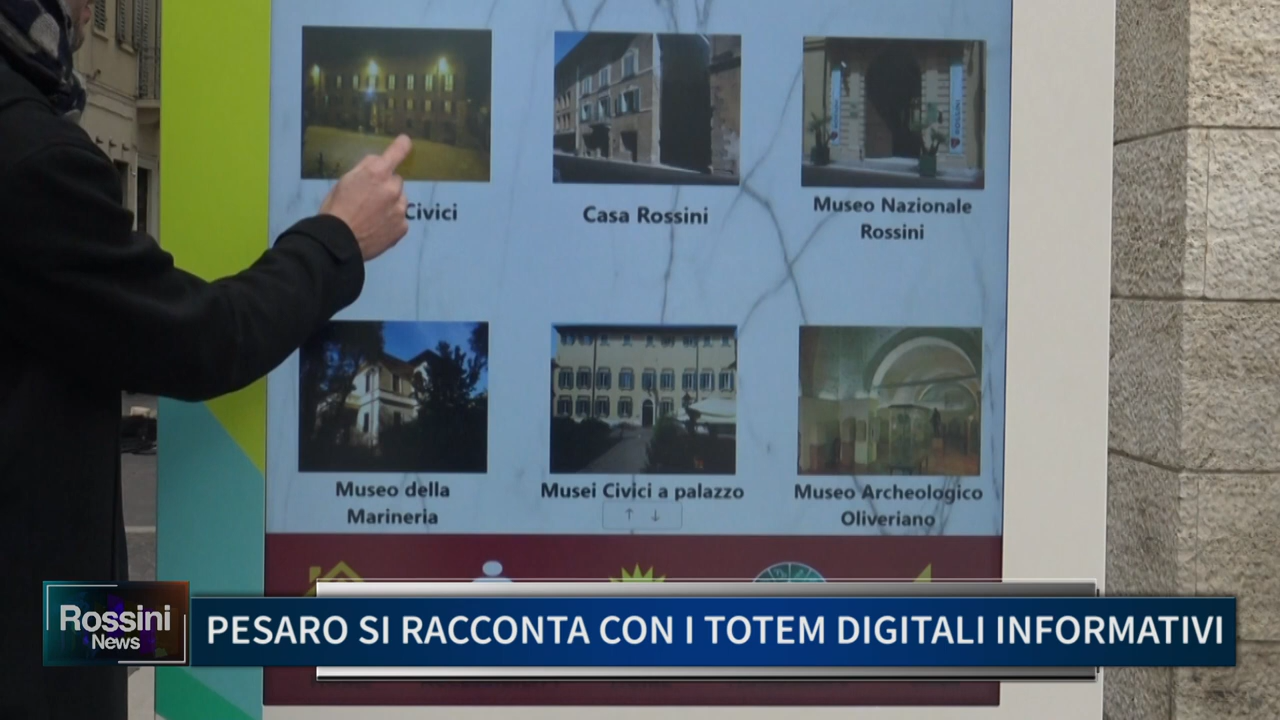 Civici
Casa Rossini
Museo Nazionale
Rossini
ROSSINI
Museo della
Marineria
Musei Civici a palazzo
Museo Archeologico
Oliveriano
Rossini
News
PESARO SI RACCONTA CON I TOTEM DIGITALI INFORMATIVI